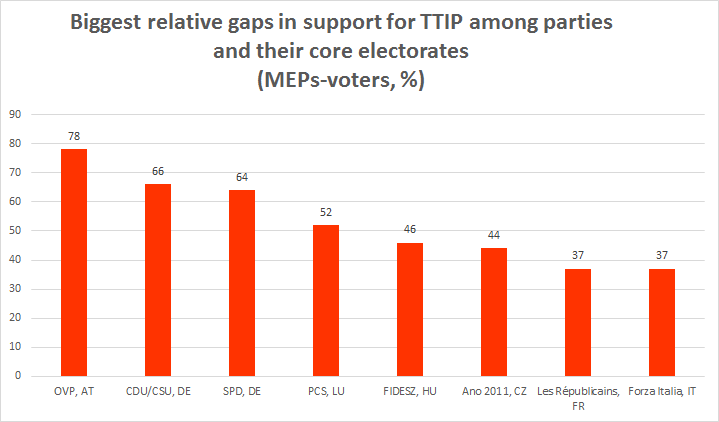 Biggest relative gaps in support for TTIP among parties
and their core electorates
(MEPs-voters, %)
90
80
70
60
50
40
30
20
10
0
78
66
64
52
46
44
37
37
OVP, AT
CDU/CSU, DE
SPD, DE
PCS, LU
FIDESZ, HU
Ano 2011, CZ
Les Républicains,
FR
Forza Italia, IT